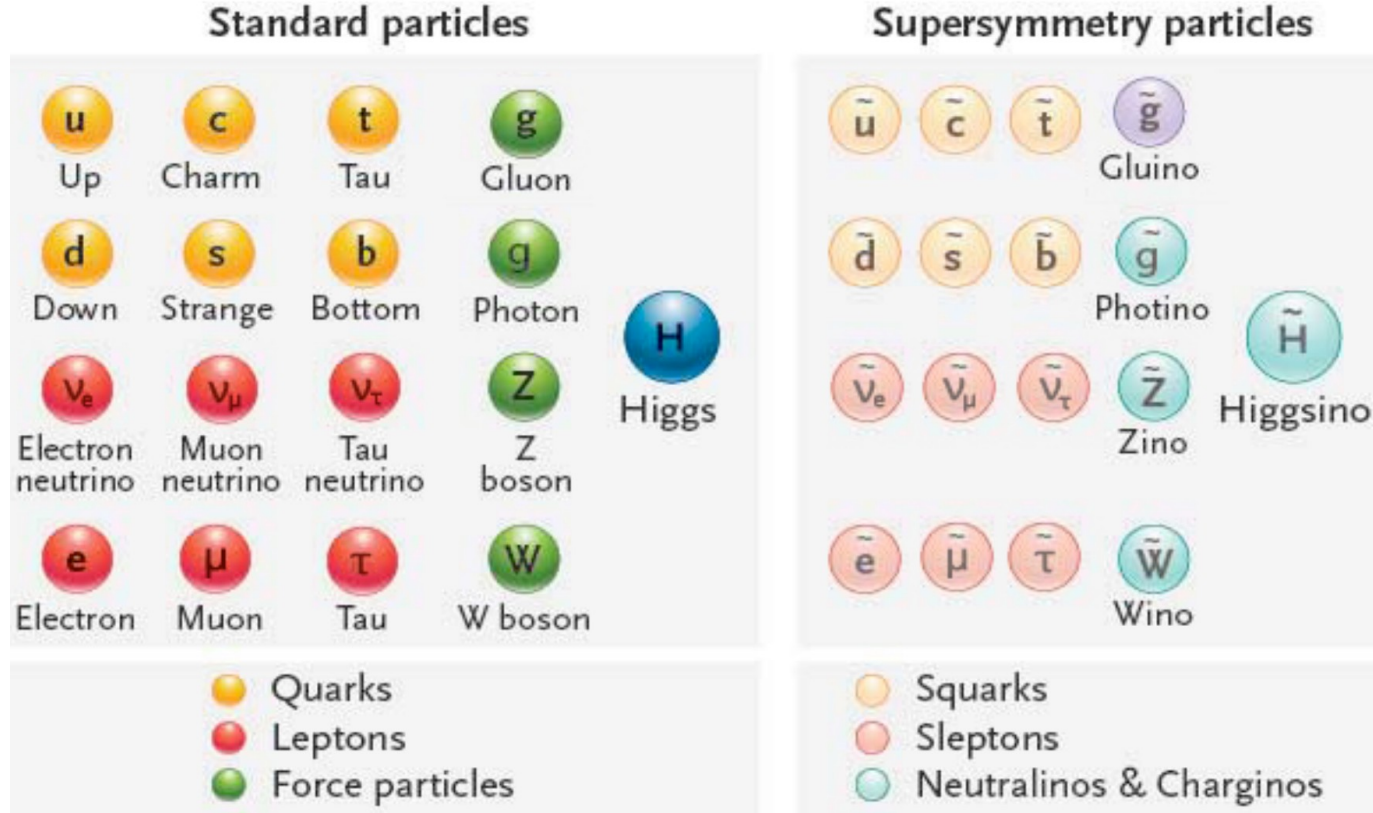 Standard particles
u c t g
Up Charm Tau Gluon
d s b g
Down Strange Bottom Photon
H
Higgs
νe νμ ντ Z
Electron neutrino Muon neutrino Tau neutrino Z boson
e μ τ W
Electron Muon Tau W boson
Quarks
Leptons
Force particles
Supersymmetry particles
ũ c̃ t̃ g̃
Gluino
d̃ s̃ b̃ g̃
Photino
H̃
Higgsino
ν̃e ν̃μ ν̃τ Z̃
Zino
ẽ μ̃ τ̃ W̃
Wino
Squarks
Sleptons
Neutralinos & Charginos